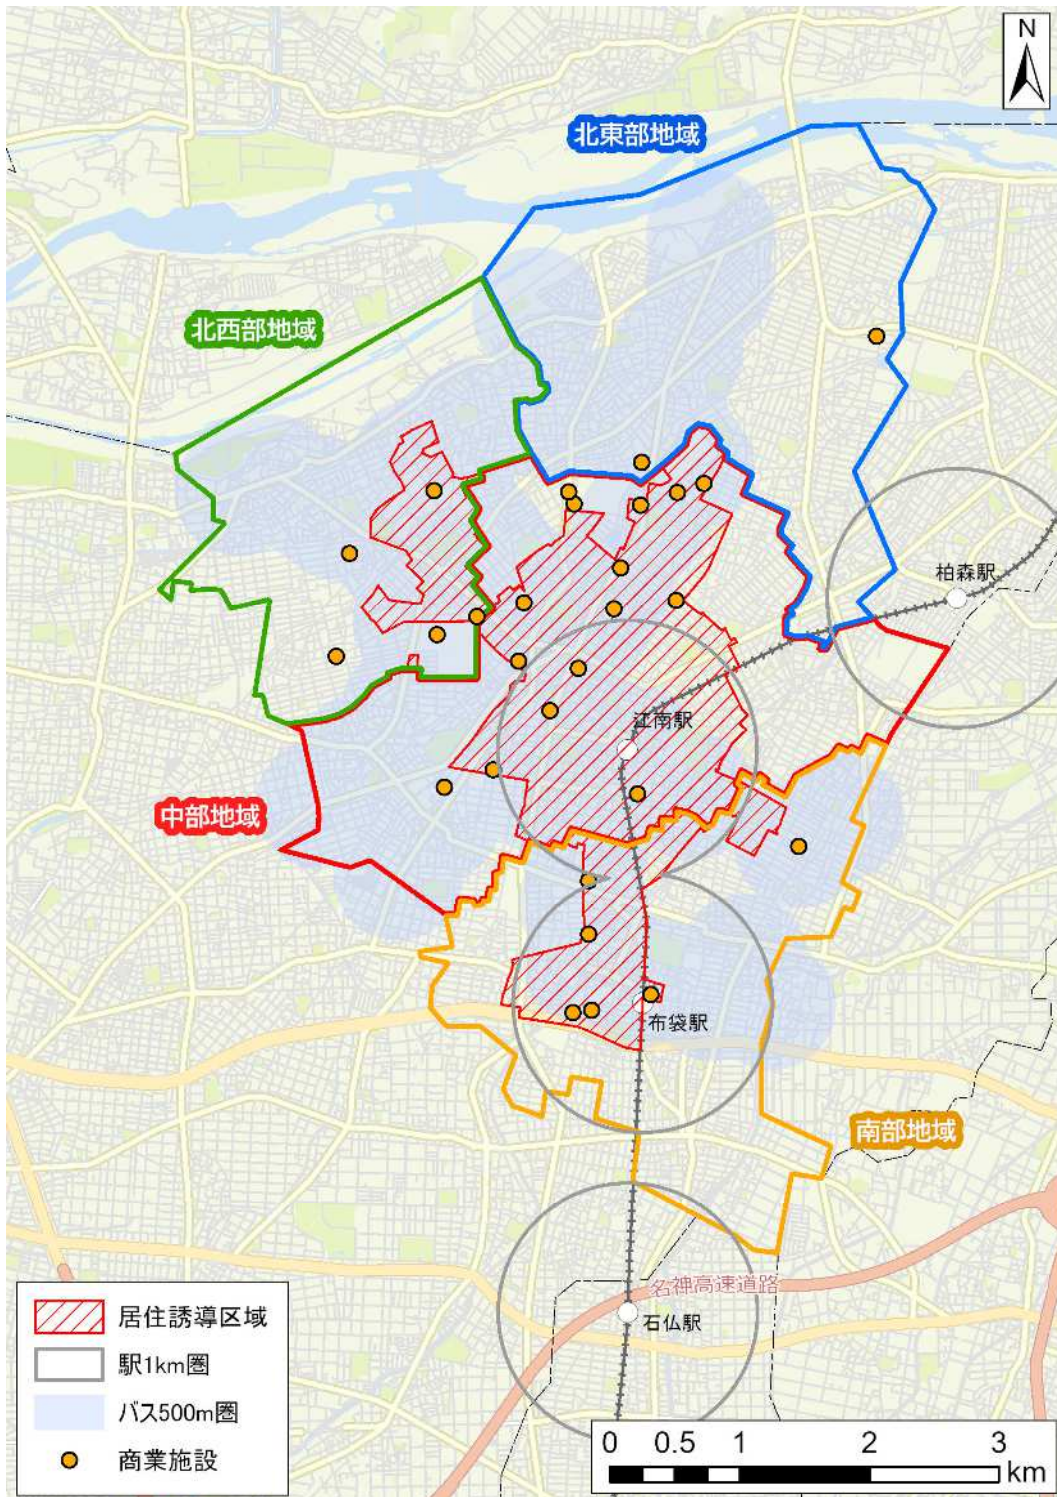 N
北東部地域
北西部地域
柏森駅
江南駅
中部地域
布袋駅
南部地域
名神高速道路
石仏駅
居住誘導区域
駅1km圏
バス500m圏
商業施設
0 0.5 1 2 3
km